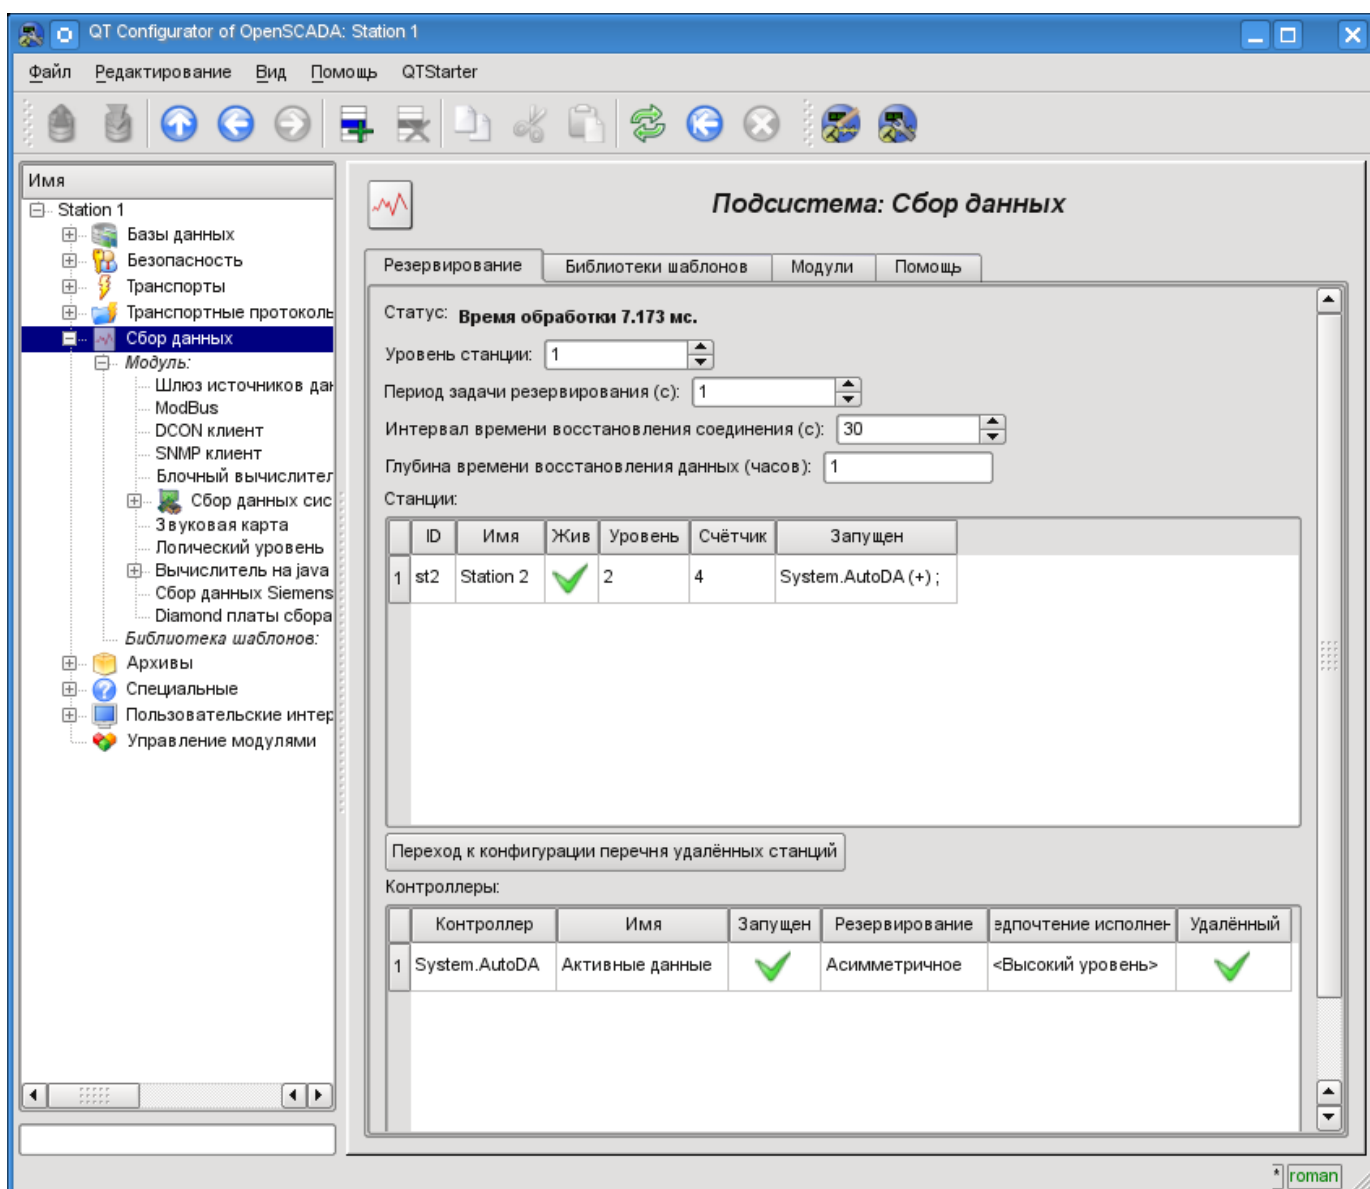 QT Configurator of OpenSCADA: Station 1
Файл Редактирование Вид Помощь QTStarter
Имя
Station 1
Базы данных
Безопасность
Транспорты
Транспортные протоколь
Сбор данных
Модуль:
Шлюз источников дан
ModBus
DCON клиент
SNMP клиент
Блочный вычислител
Сбор данных сис
Звуковая карта
Логический уровень
Вычислитель на java
Сбор данных Siemens
Diamond платы сбора
Библиотека шаблонов:
Архивы
Специальные
Пользовательские интер
Управление модулями
Подсистема: Сбор данных
Резервирование Библиотеки шаблонов Модули Помощь
Статус: Время обработки 7.173 мс.
Уровень станции: 1
Период задачи резервирования (с): 1
Интервал времени восстановления соединения (с): 30
Глубина времени восстановления данных (часов): 1
Станции:
ID Имя Жив Уровень Счётчик Запущен
1 st2 Station 2 2 4 System.AutoDA (+) ;
Переход к конфигурации перечня удалённых станций
Контроллеры:
Контроллер Имя Запущен Резервирование едпочтение исполнен Удалённый
1 System.AutoDA Активные данные Асимметричное <Высокий уровень>
* roman